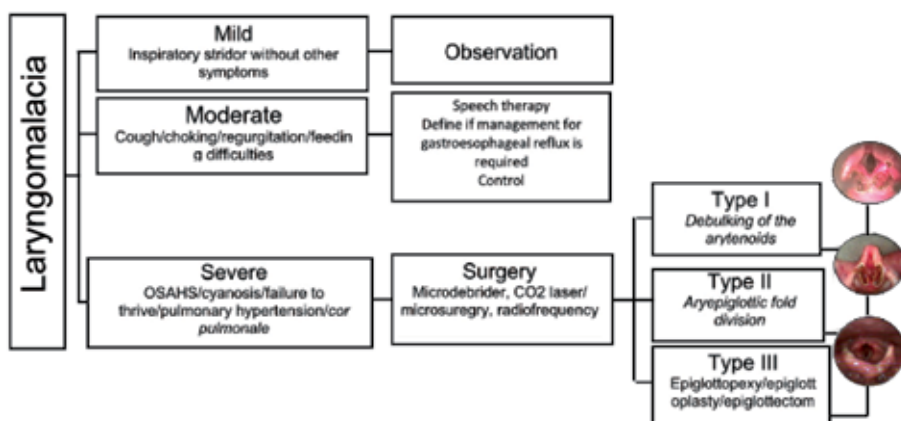 Laryngomalacia
Mild
Inspiratory stridor without other
symptoms
Observation
Moderate
Cough/choking/regurgitation/feedin
g difficulties
Speech therapy
Define if management for
gastroesophageal reflux is
required
Control
Severe
OSAHS/cyanosis/failure to
thrive/pulmonary hypertension/cor
pulmonale
Surgery
Microdebrider, CO2 laser/
microsuregry, radiofrequency
Type I
Debulking of the
arytenoids
Type II
Aryepiglottic fold
division
Type III
Epiglottopexy/epiglott
oplasty/epiglottectom